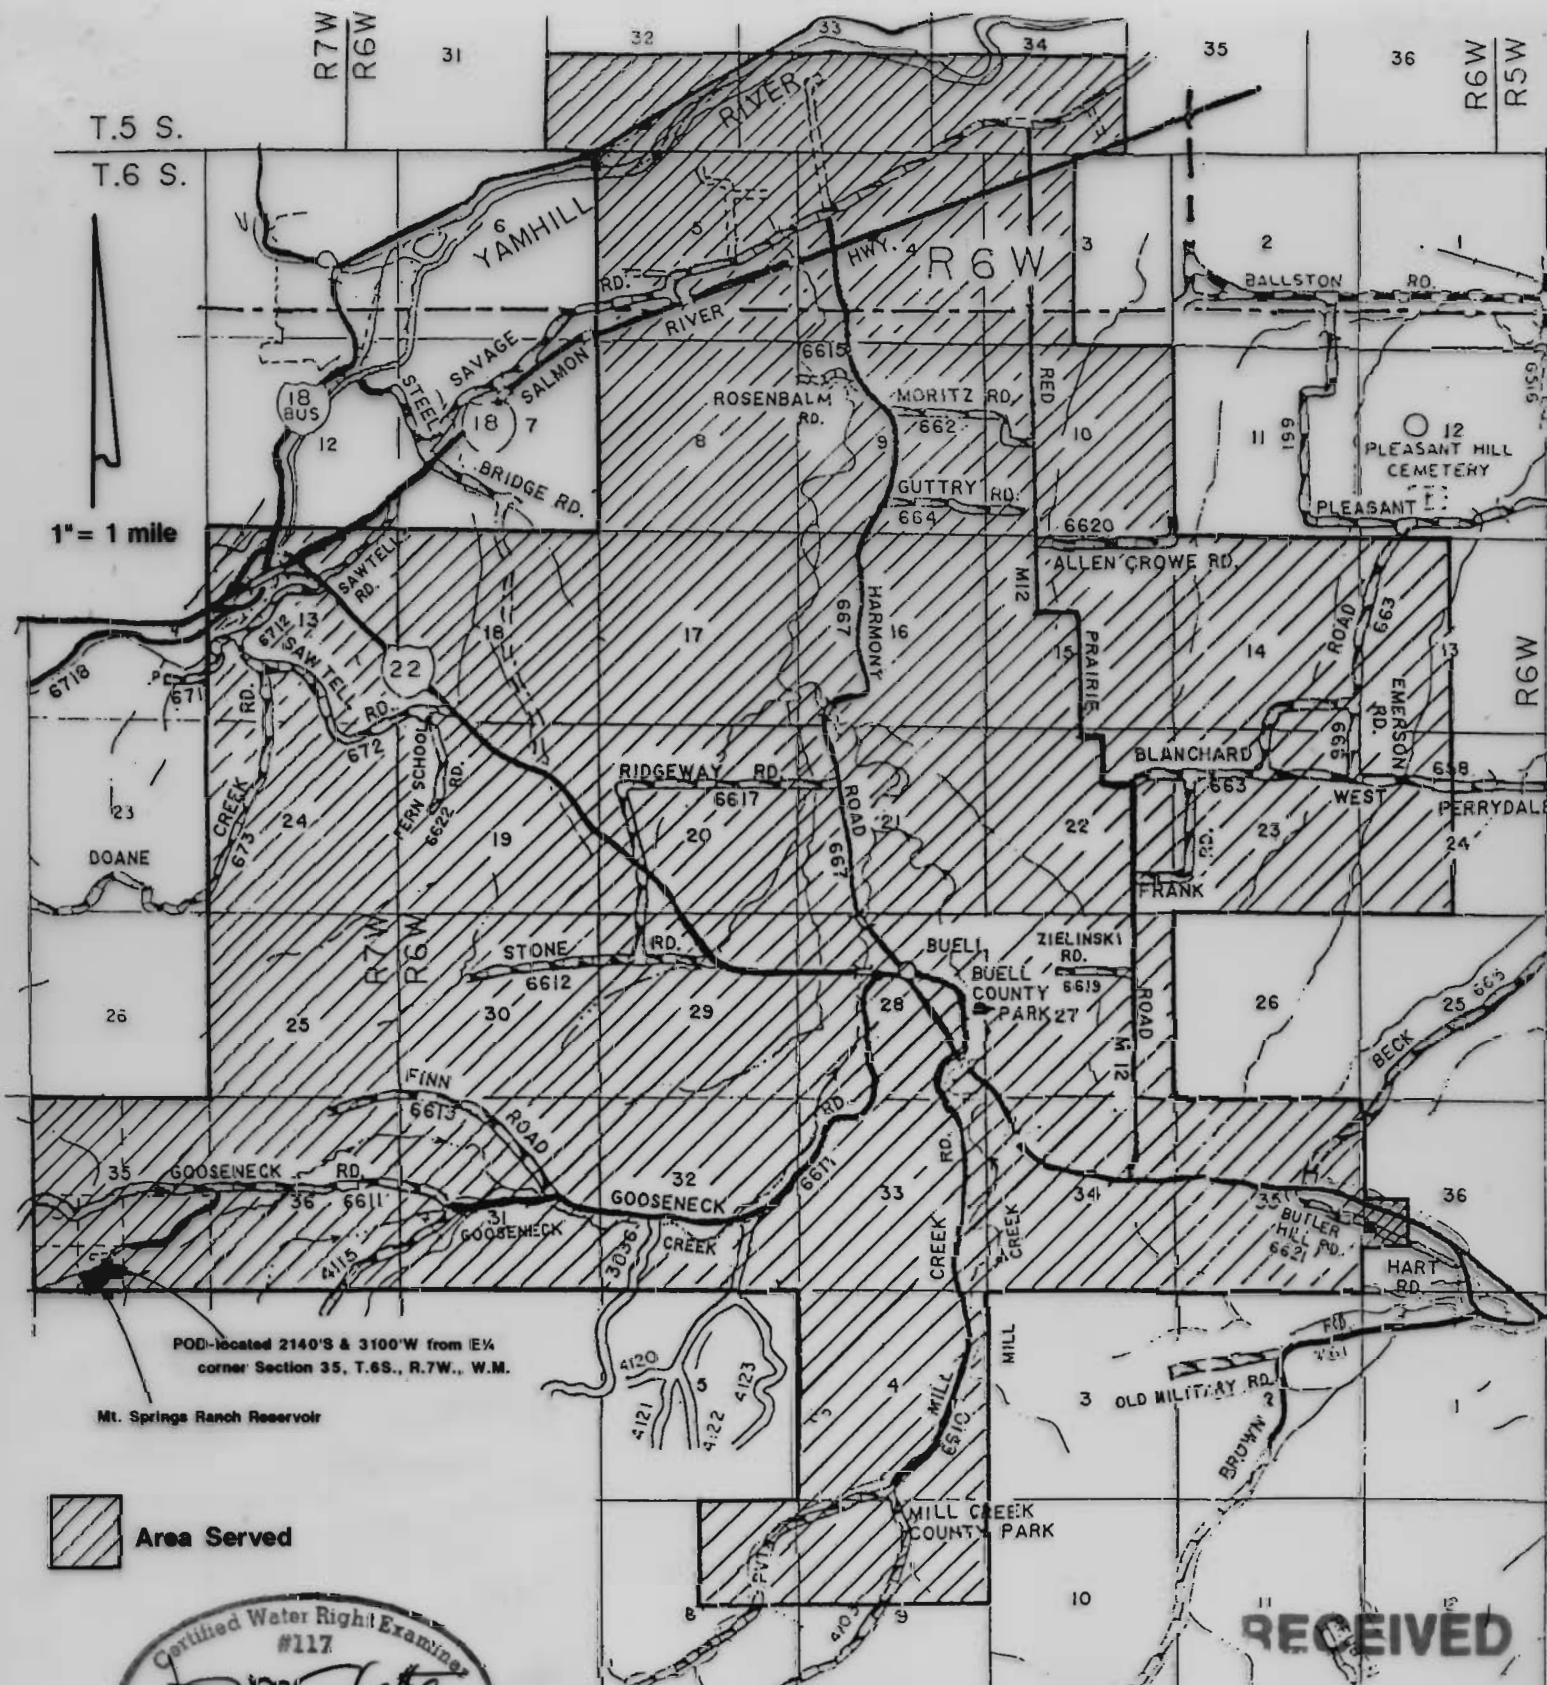 R7W R6W
31
32
33
34
35
36
R6W R5W
T.5 S.
T.6 S.
RIVER
YAMHILL
6
5
HWY.
4
R6W
3
2
1
BALLSTON RD.
RD.
RIVER
SAVAGE
SALMON
STEEL
BRIDGE RD.
18 BUS
18
7
12
6615
ROSENBALM
RD.
MORITZ RD.
662
RED
8
9
10
11
661
6516
12
PLEASANT HILL
CEMETERY
PLEASANT
GUTTRY RD.
664
6620
ALLEN CROWE RD.
1" = 1 mile
SAWTELL
RD.
13
6712
SAWTELL
RD.
672
22
18
17
HARMONY
667
16
M12
15
PRAIRIE
14
ROAD
663
13
R6W
6718
671
RD.
CREEK
673
FERN SCHOOL
RD.
6622
EMERSON
RD.
665
BLANCHARD
663
WEST
658
PERRYDALE
RIDGEWAY RD.
6617
ROAD
667
23
24
19
20
21
22
23
24
DOANE
FRANK
RD.
R7W R6W
STONE RD.
6612
BUELL
BUELL
COUNTY
PARK
ZIELINSKI
RD.
6619
ROAD
M 12
26
25
30
29
28
27
26
25
BECK
FINN
6613
ROAD
RD.
6611
35
GOOSENECK RD.
36
6611
31
GOOSENECK
32
GOOSENECK
CREEK
33
RD.
CREEK
CREEK
34
35
36
BUTLER
HILL RD.
6621
HART
RD.
4115
3036
POD-located 2140'S & 3100'W from E¼
corner Section 35, T.6S., R.7W., W.M.
Mt. Springs Ranch Reservoir
4120
5
4121
4122
4123
4
MILL
6610
MILL
3
RD.
OLD MILITARY RD.
2
BROWN
1
MILL CREEK
COUNTY PARK
Area Served
PVT
8
9
4103
10
11
12
Certified Water Right Examiner
#117
RECEIVED